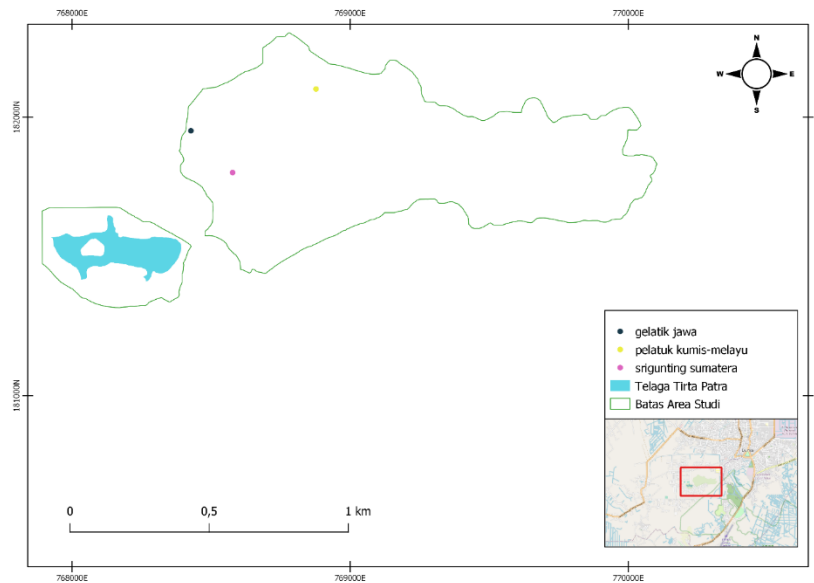 768000E 769000E 770000E
N
W E
S
182000N
182000N
gelatik jawa
pelatuk kumis-melayu
srigunting sumatera
Telaga Tirta Patra
Batas Area Studi
181000N
0 0,5 1 km
768000E 769000E 770000E